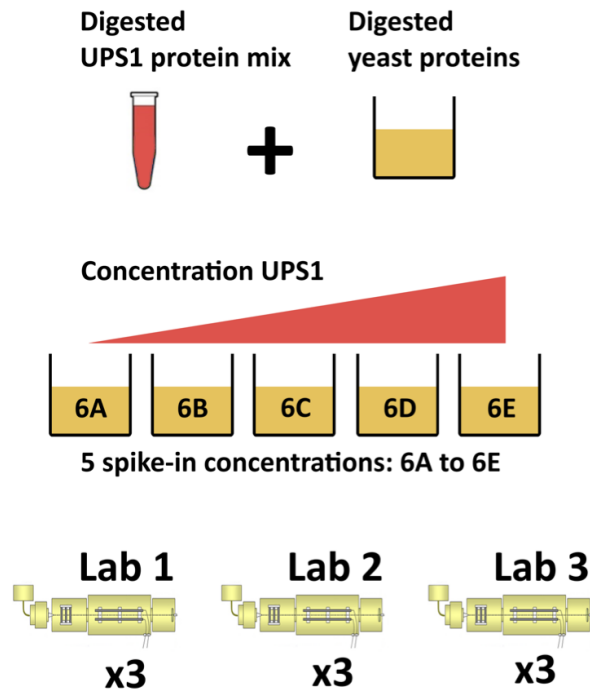 Digested
UPS1 protein mix
Digested
yeast proteins
+
Concentration UPS1
6A 6B 6C 6D 6E
5 spike-in concentrations: 6A to 6E
Lab 1 Lab 2 Lab 3
x3 x3 x3